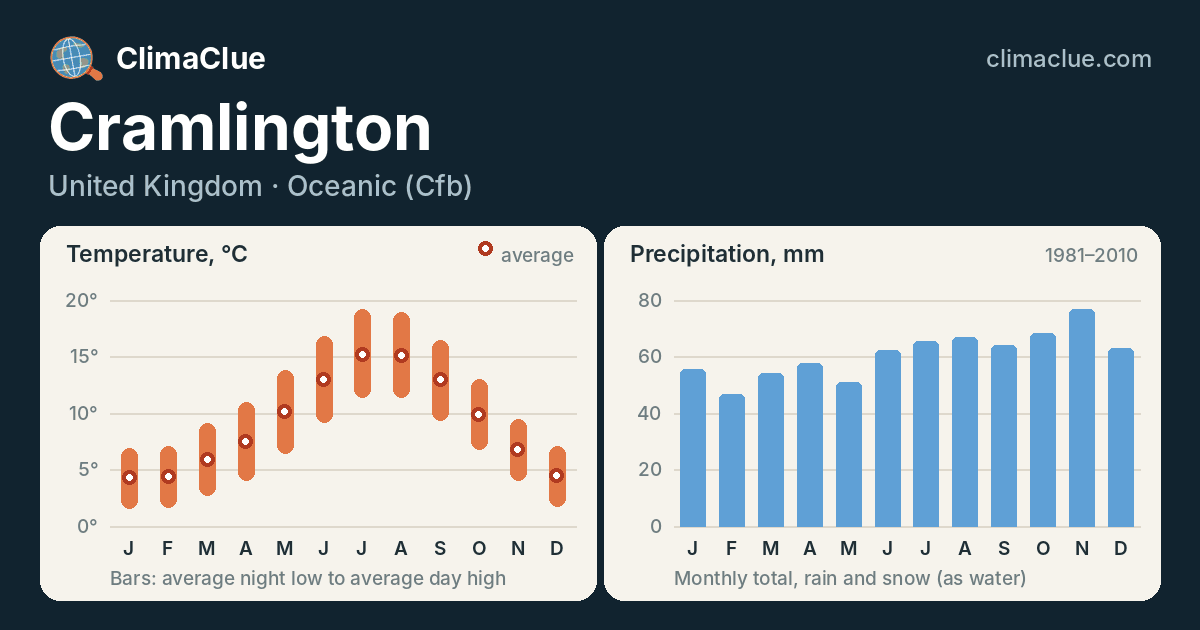 ClimaClue
climaclue.com
Cramlington
United Kingdom · Oceanic (Cfb)
Temperature, °C
average
20°
15°
10°
5°
0°
J F M A M J J A S O N D
Bars: average night low to average day high
Precipitation, mm
1981–2010
80
60
40
20
0
J F M A M J J A S O N D
Monthly total, rain and snow (as water)